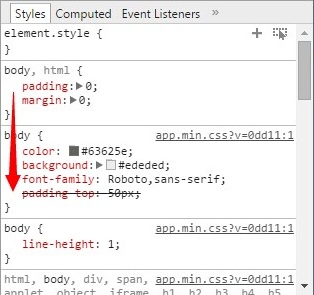 Styles Computed Event Listeners »
element.style {
}
body, html {
padding:▶0;
margin:▶0;
}
body { app.min.css?v=0dd11:1
color: #63625e;
background:▶ #ededed;
font-family: Roboto,sans-serif;
padding top: 50px;
}
body { app.min.css?v=0dd11:1
line-height: 1;
}
html, body, div, span, app.min.css?v=0dd11:1
applet, object, iframe, h1, h2, h3, h4, h5,